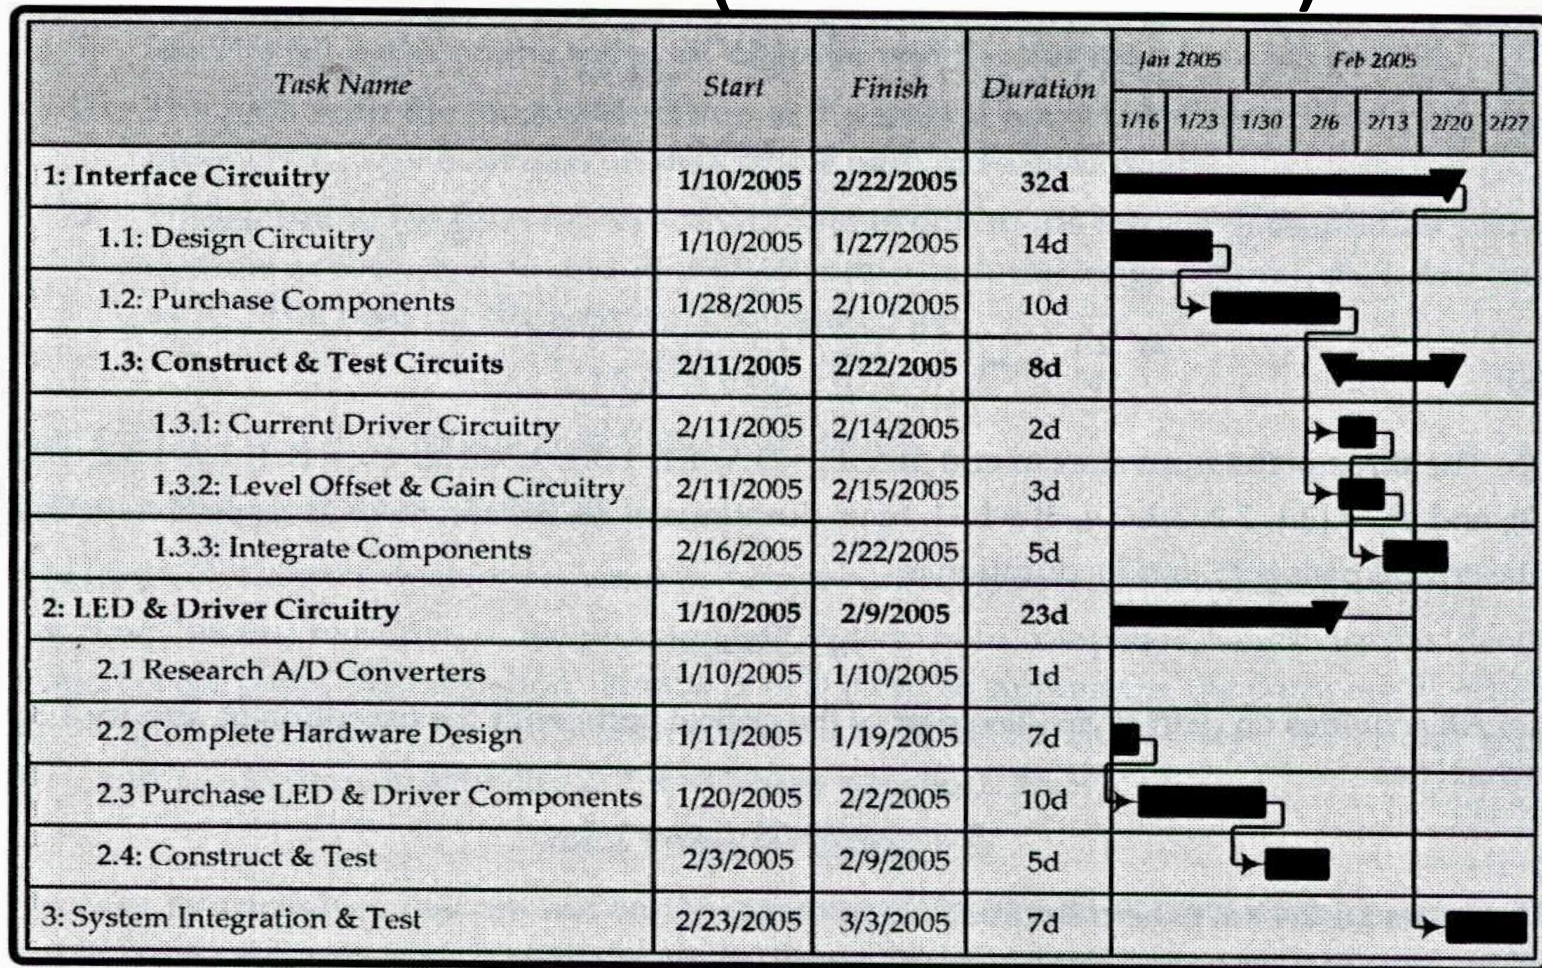 Task Name Start Finish Duration Jan 2005 Feb 2005
1/16 1/23 1/30 2/6 2/13 2/20 2/27
1: Interface Circuitry 1/10/2005 2/22/2005 32d
1.1: Design Circuitry 1/10/2005 1/27/2005 14d
1.2: Purchase Components 1/28/2005 2/10/2005 10d
1.3: Construct & Test Circuits 2/11/2005 2/22/2005 8d
1.3.1: Current Driver Circuitry 2/11/2005 2/14/2005 2d
1.3.2: Level Offset & Gain Circuitry 2/11/2005 2/15/2005 3d
1.3.3: Integrate Components 2/16/2005 2/22/2005 5d
2: LED & Driver Circuitry 1/10/2005 2/9/2005 23d
2.1 Research A/D Converters 1/10/2005 1/10/2005 1d
2.2 Complete Hardware Design 1/11/2005 1/19/2005 7d
2.3 Purchase LED & Driver Components 1/20/2005 2/2/2005 10d
2.4: Construct & Test 2/3/2005 2/9/2005 5d
3: System Integration & Test 2/23/2005 3/3/2005 7d